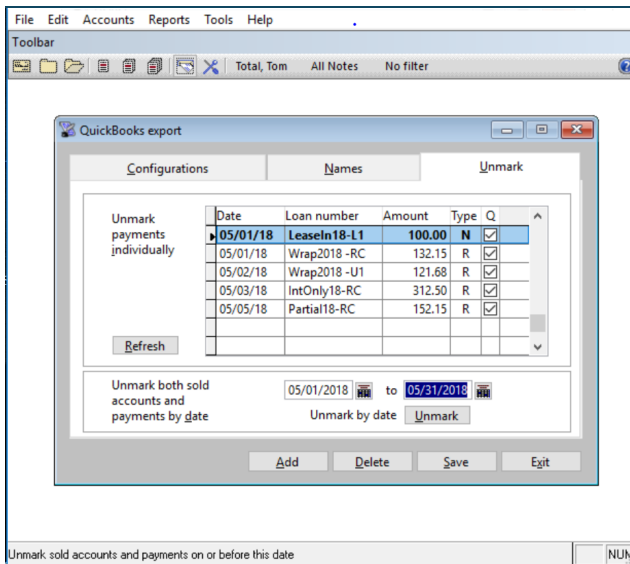 File Edit Accounts Reports Tools Help
Toolbar
Total, Tom All Notes No filter
QuickBooks export
Configurations Names Unmark
Unmark payments individually
Date Loan number Amount Type Q
05/01/18 LeaseIn18-L1 100.00 N
05/01/18 Wrap2018 -RC 132.15 R
05/02/18 Wrap2018 -U1 121.68 R
05/03/18 IntOnly18-RC 312.50 R
05/05/18 Partial18-RC 152.15 R
Refresh
Unmark both sold
accounts and
payments by date
05/01/2018 to 05/31/2018
Unmark by date Unmark
Add Delete Save Exit
Unmark sold accounts and payments on or before this date
NUM